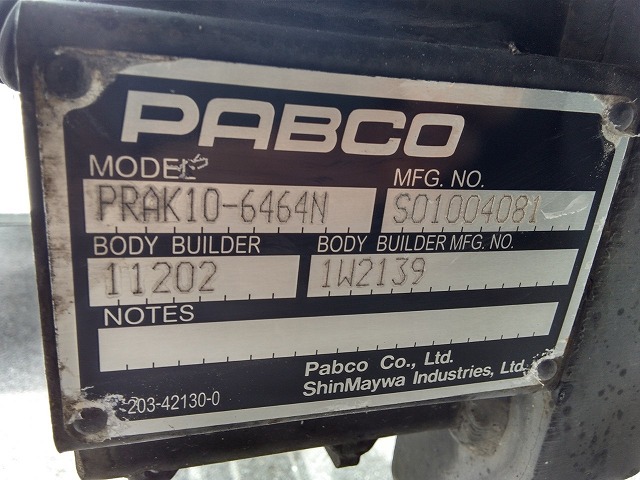 PABCO
MODEL MFG. NO.
PRAK10-6464N S01004081
BODY BUILDER BODY BUILDER MFG. NO.
11202 1W2139
NOTES
Pabco Co., Ltd.
ShinMaywa Industries, Ltd.
203-42130-0